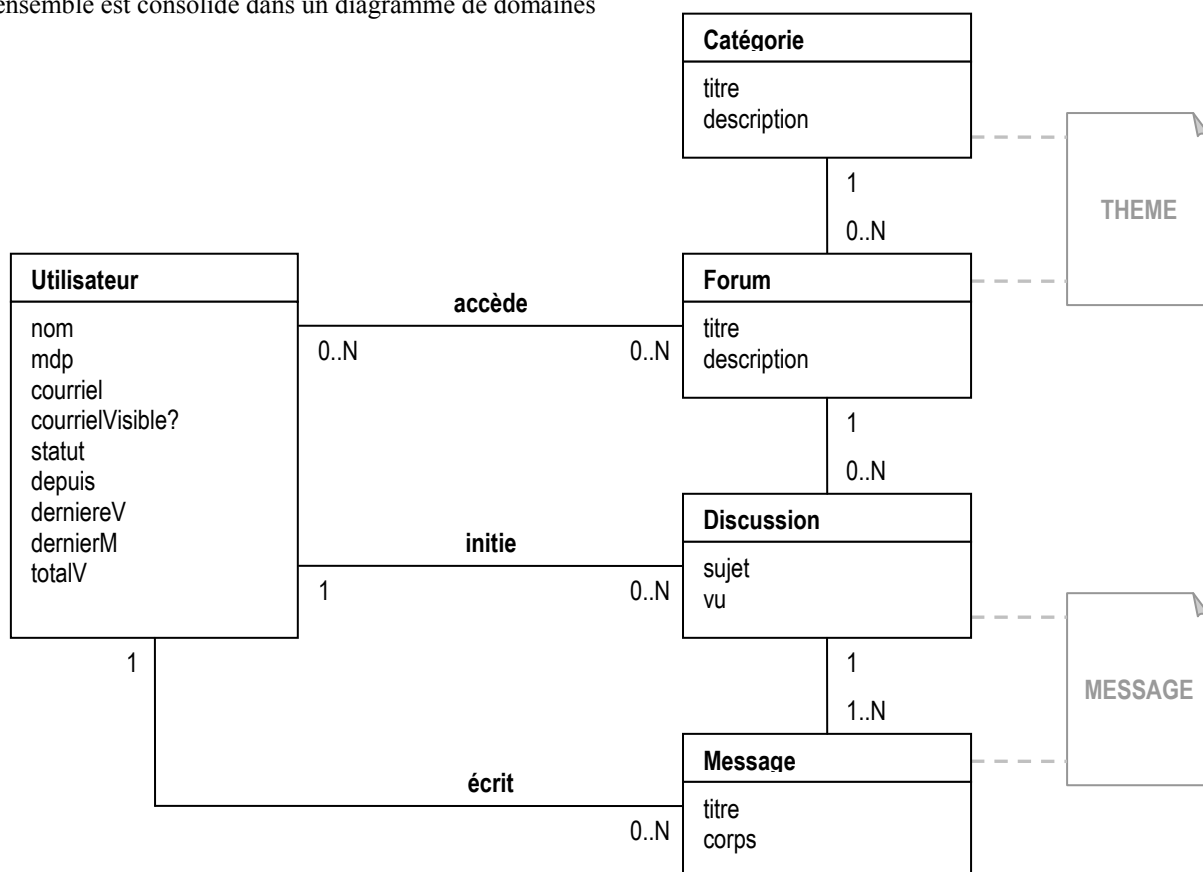 ensemble est consolidé dans un diagramme de domaines
Catégorie
titre
description
1
0..N
THEME
Utilisateur
nom
mdp
courriel
courrielVisible?
statut
depuis
derniereV
dernierM
totalV
accède
0..N
0..N
Forum
titre
description
1
0..N
initie
1
0..N
Discussion
sujet
vu
1
1..N
MESSAGE
1
écrit
0..N
Message
titre
corps